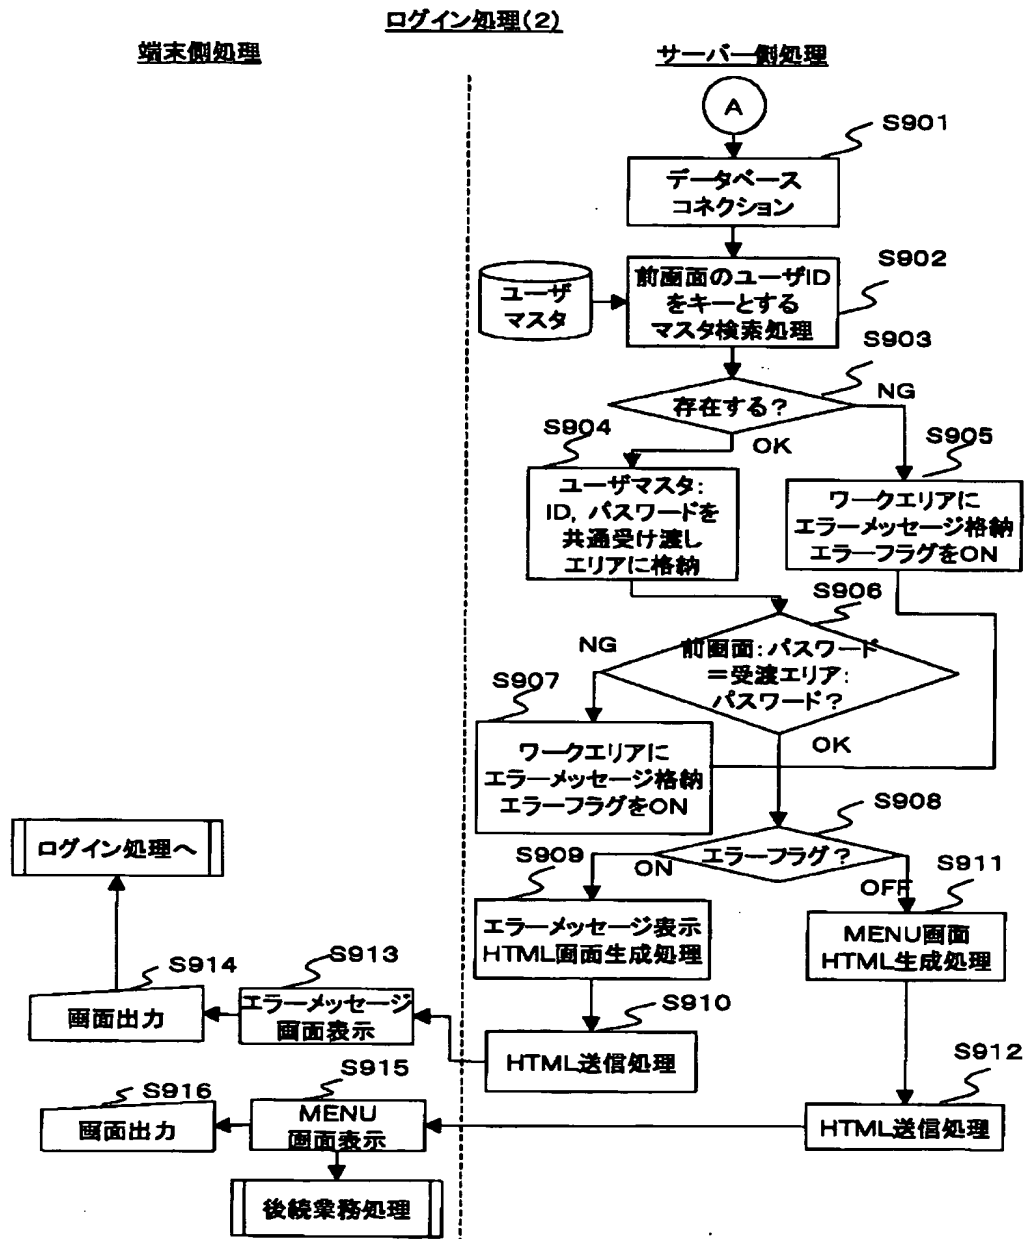 ログイン処理(2)
端末側処理
サーバー側処理
A
S901
データベース
コネクション
S902
前画面のユーザID
をキーとする
マスタ検索処理
ユーザ
マスタ
S903
存在する？
NG
OK
S904
ユーザマスタ：
ID，パスワードを
共通受け渡し
エリアに格納
S905
ワークエリアに
エラーメッセージ格納
エラーフラグをON
S906
前画面：パスワード
＝受渡エリア：
パスワード？
NG
OK
S907
ワークエリアに
エラーメッセージ格納
エラーフラグをON
S908
エラーフラグ？
ON
OFF
S909
エラーメッセージ表示
HTML画面生成処理
S911
MENU画面
HTML生成処理
ログイン処理へ
S914
画面出力
S913
エラーメッセージ
画面表示
S910
HTML送信処理
S912
HTML送信処理
S916
画面出力
S915
MENU
画面表示
後続業務処理